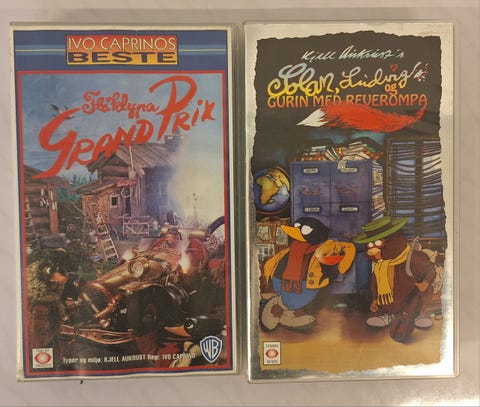 IVO CAPRINOS
BESTE
Flåklypa
GRAND PRIX
Typer og miljø: KJELL AUKRUST Regi: IVO CAPRINO
WB
Kjell Aukrust's
Solan, Ludvig
OG
GURIN MED REVEROMPA